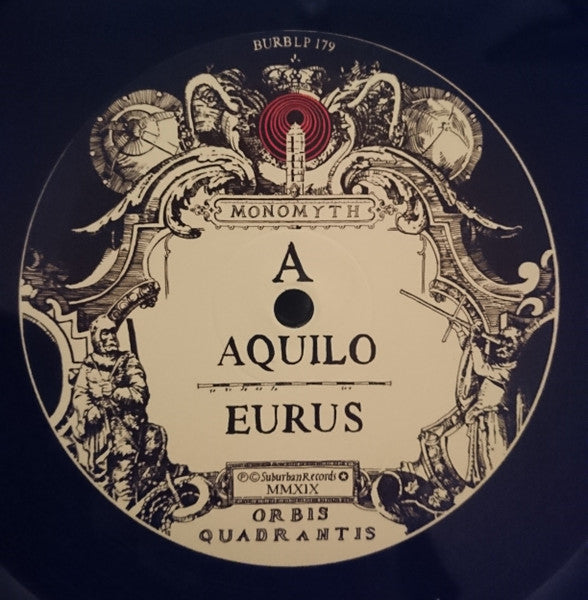 BURBLP 179
MONOMYTH
A
AQUILO
EURUS
℗ © Suburban Records
MMXIX
ORBIS
QUADRANTIS